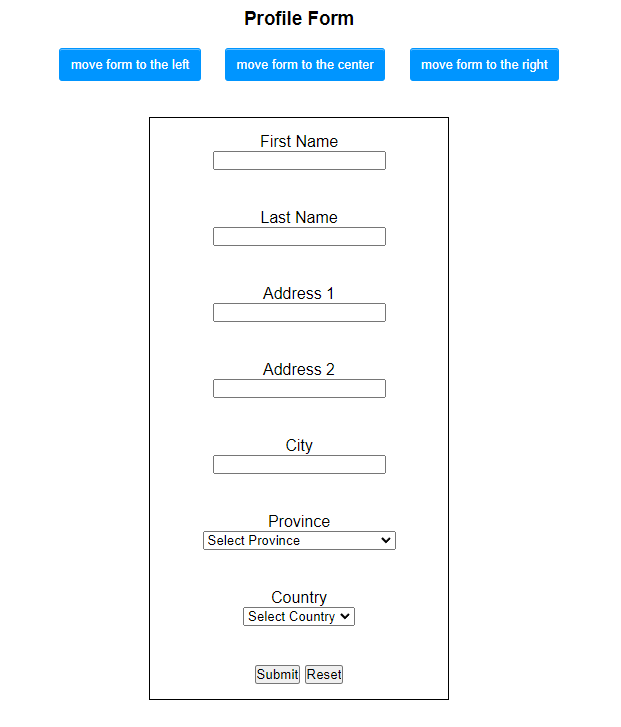 Profile Form
move form to the left move form to the center move form to the right
First Name
Last Name
Address 1
Address 2
City
Province
Select Province
Country
Select Country
Submit Reset